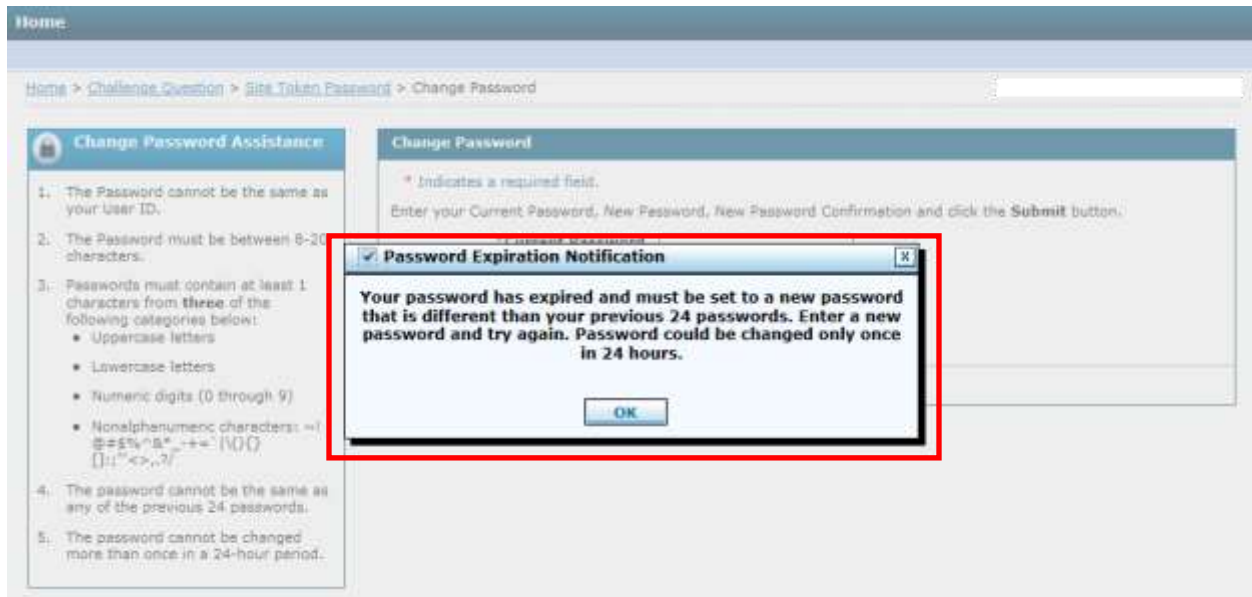 Home
Home > Challenge Question > Site Token Password > Change Password
Change Password Assistance
1. The Password cannot be the same as
your User ID.
2. The Password must be between 8-20
characters.
3. Passwords must contain at least 1
characters from three of the
following categories below:
• Uppercase letters
• Lowercase letters
• Numeric digits (0 through 9)
• Nonalphanumeric characters: ~!
4. The password cannot be the same as
any of the previous 24 passwords.
5. The password cannot be changed
more than once in a 24-hour period.
Change Password
* Indicates a required field.
Enter your Current Password, New Password, New Password Confirmation and click the Submit button.
Current Password
Password Expiration Notification
Your password has expired and must be set to a new password
that is different than your previous 24 passwords. Enter a new
password and try again. Password could be changed only once
in 24 hours.
OK